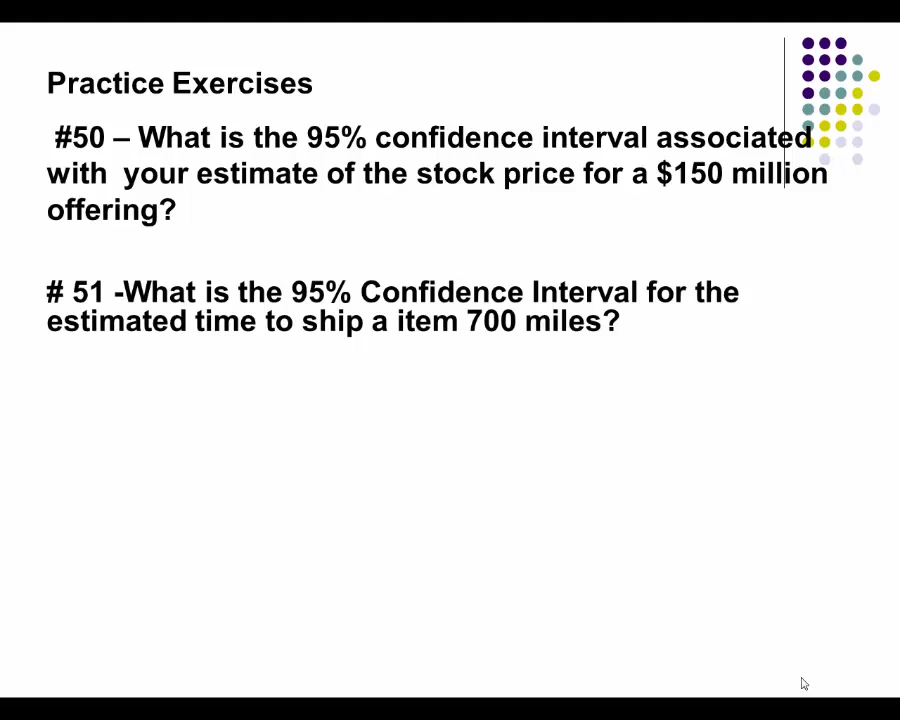 Practice Exercises
#50 – What is the 95% confidence interval associated
with  your estimate of the stock price for a $150 million
offering?
# 51 -What is the 95% Confidence Interval for the
estimated time to ship a item 700 miles?